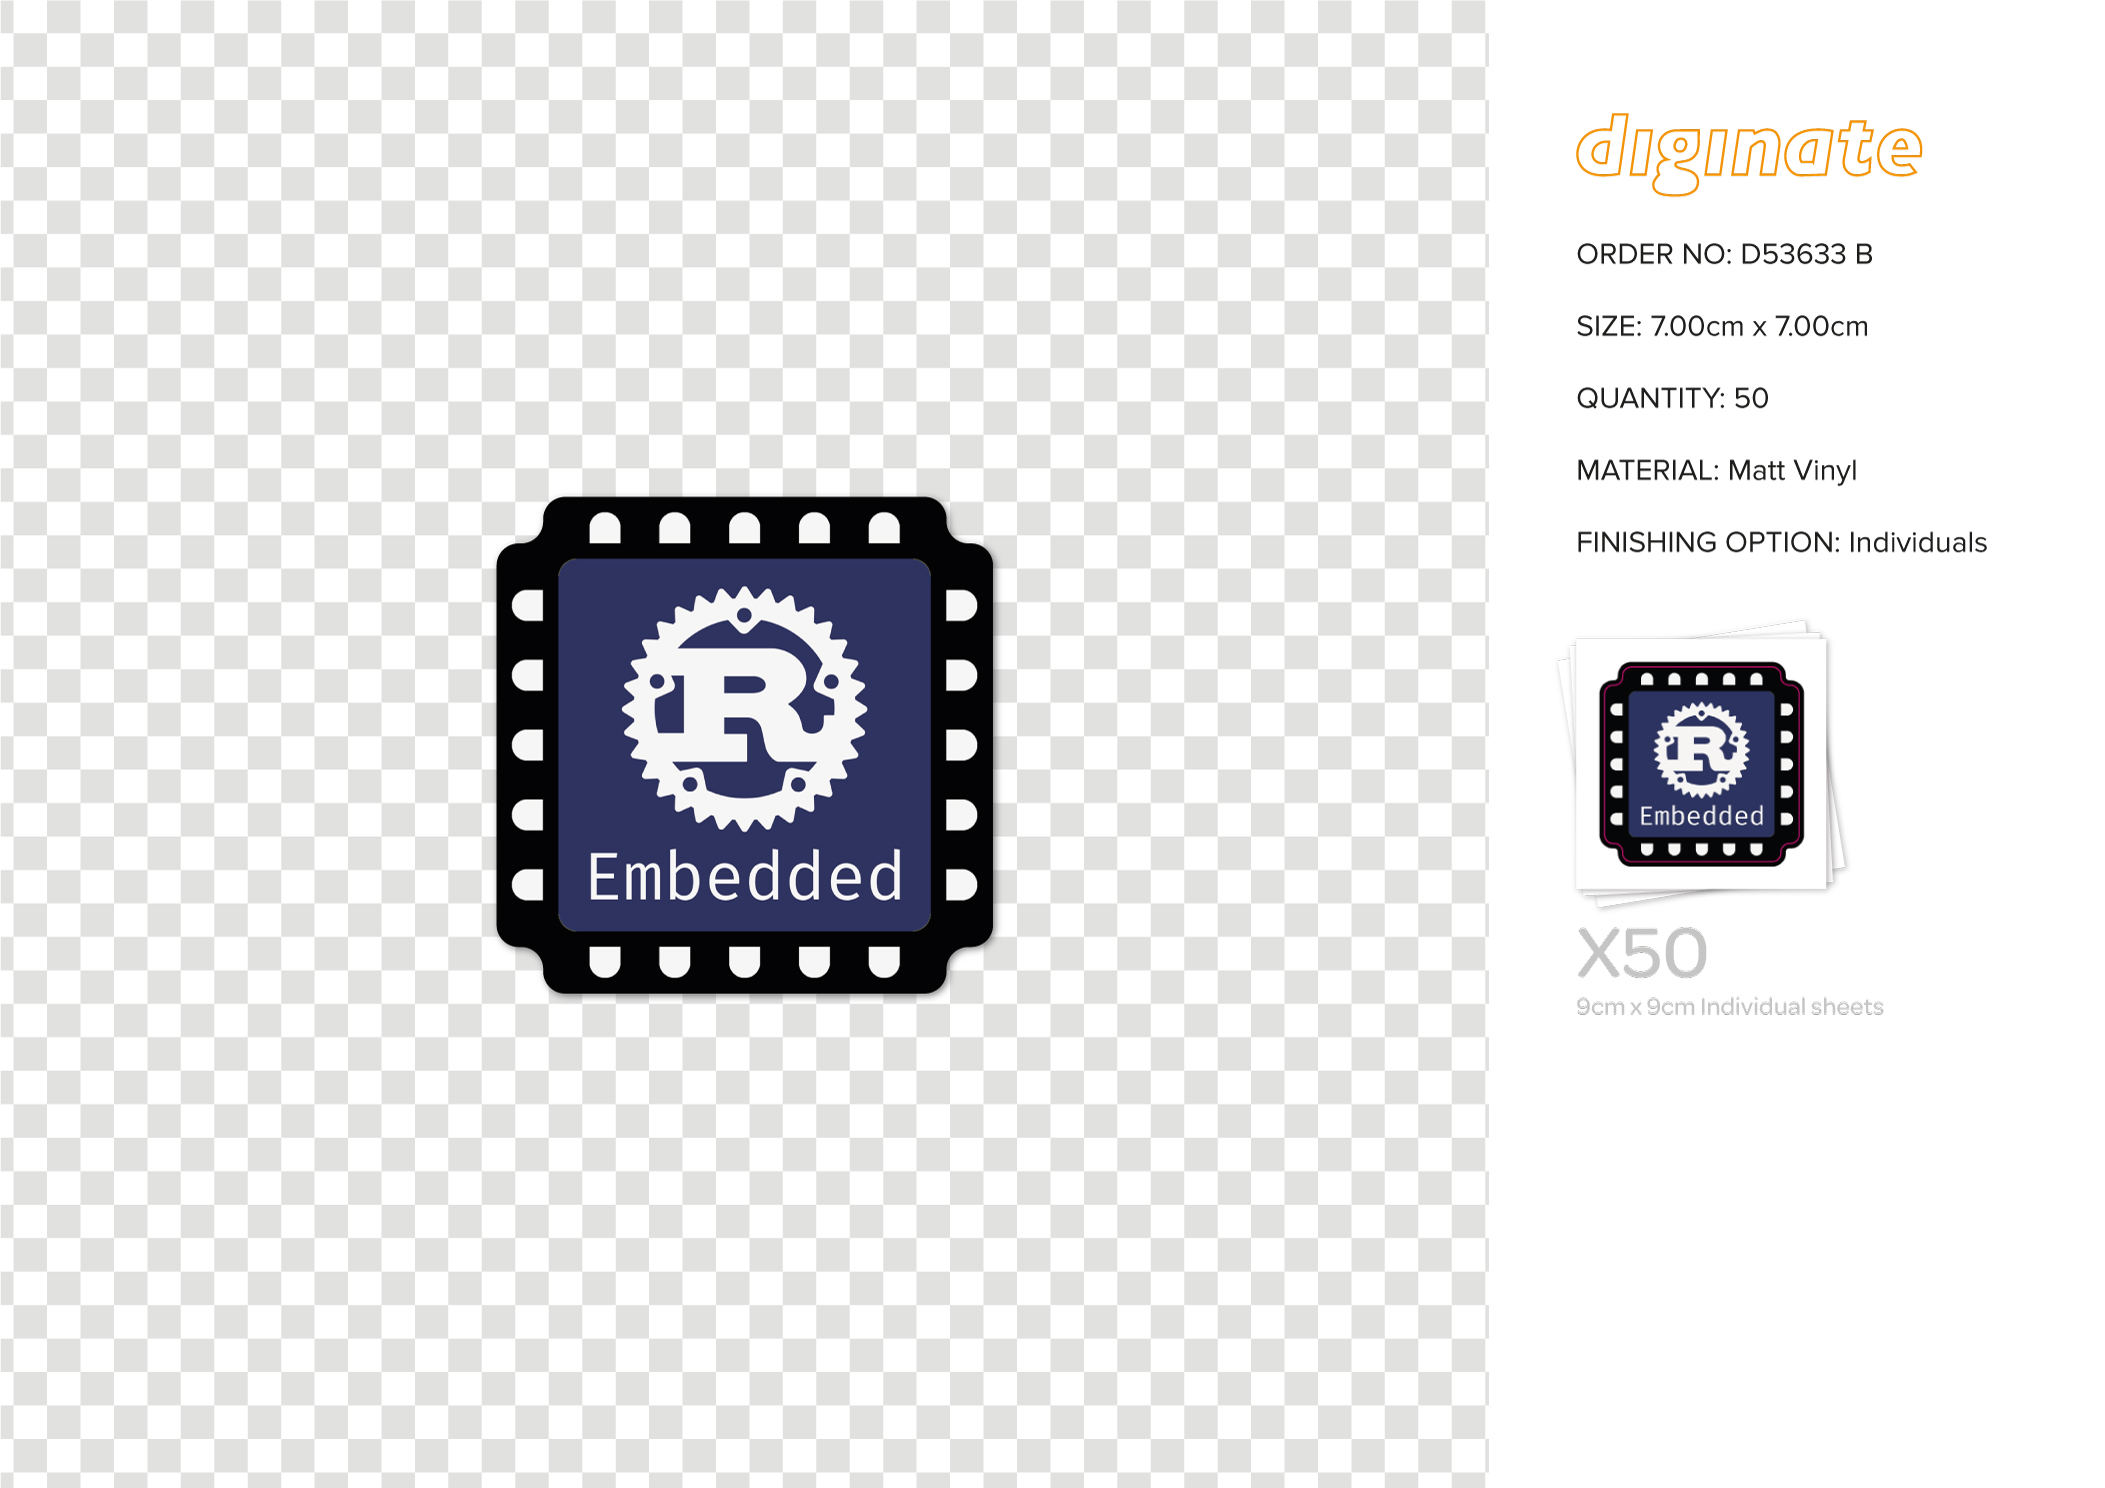 R
Embedded
diginate
ORDER NO: D53633 B
SIZE: 7.00cm x 7.00cm
QUANTITY: 50
MATERIAL: Matt Vinyl
FINISHING OPTION: Individuals
R
Embedded
X50
9cm x 9cm Individual sheets